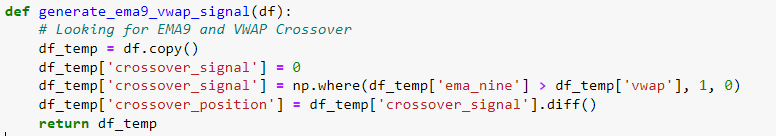 def generate_ema9_vwap_signal(df):
    # Looking for EMA9 and VWAP Crossover
    df_temp = df.copy()
    df_temp['crossover_signal'] = 0
    df_temp['crossover_signal'] = np.where(df_temp['ema_nine'] > df_temp['vwap'], 1, 0)
    df_temp['crossover_position'] = df_temp['crossover_signal'].diff()
    return df_temp